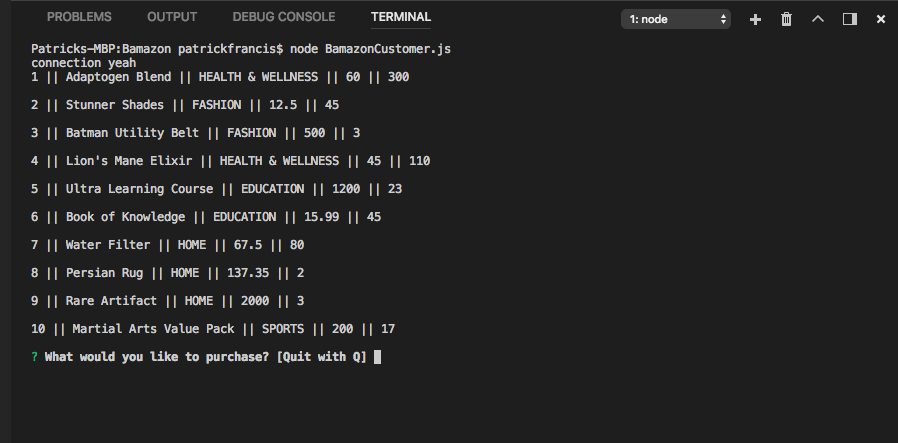 PROBLEMS OUTPUT DEBUG CONSOLE TERMINAL 1: node
Patricks-MBP:Bamazon patrickfrancis$ node BamazonCustomer.js
connection yeah
1 || Adaptogen Blend || HEALTH & WELLNESS || 60 || 300
2 || Stunner Shades || FASHION || 12.5 || 45
3 || Batman Utility Belt || FASHION || 500 || 3
4 || Lion's Mane Elixir || HEALTH & WELLNESS || 45 || 110
5 || Ultra Learning Course || EDUCATION || 1200 || 23
6 || Book of Knowledge || EDUCATION || 15.99 || 45
7 || Water Filter || HOME || 67.5 || 80
8 || Persian Rug || HOME || 137.35 || 2
9 || Rare Artifact || HOME || 2000 || 3
10 || Martial Arts Value Pack || SPORTS || 200 || 17
? What would you like to purchase? [Quit with Q]